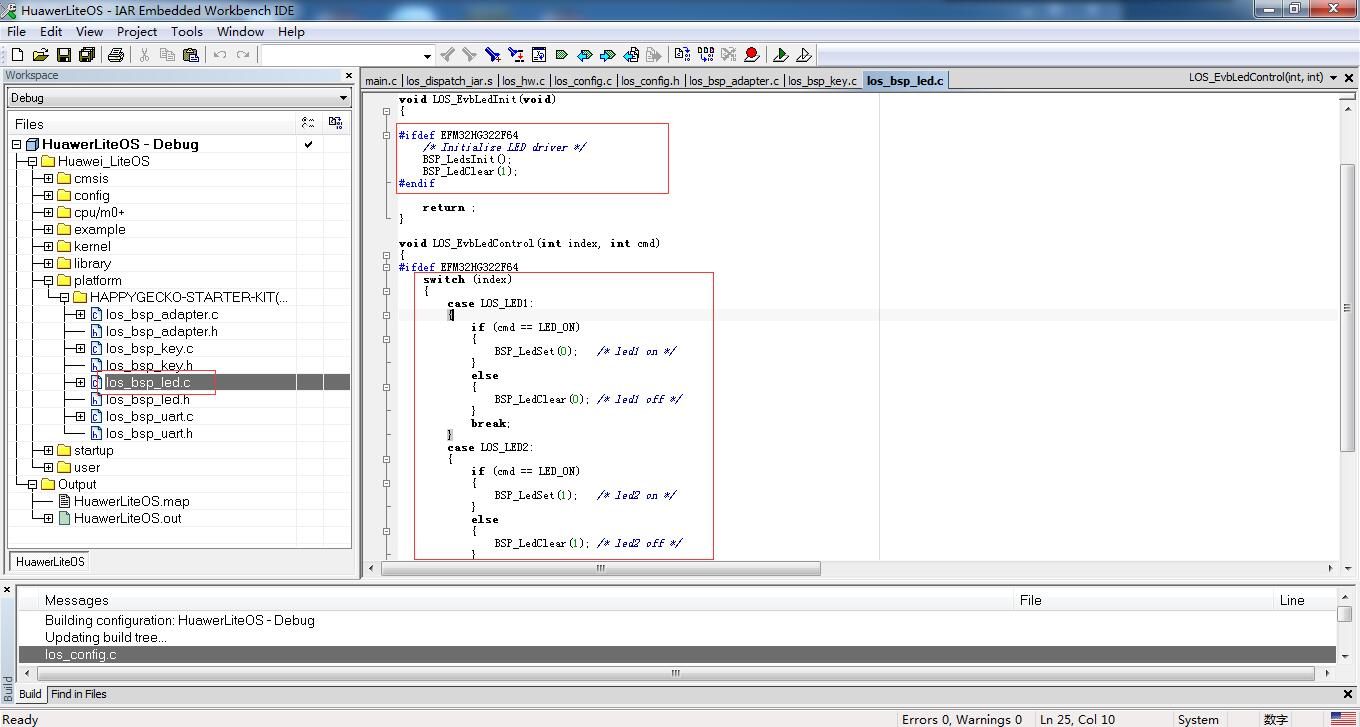 HuawerLiteOS - IAR Embedded Workbench IDE
File Edit View Project Tools Window Help
Workspace
Debug
Files
HuawerLiteOS - Debug
Huawei_LiteOS
cmsis
config
cpu/m0+
example
kernel
library
platform
HAPPYGECKO-STARTER-KIT(...
los_bsp_adapter.c
los_bsp_adapter.h
los_bsp_key.c
los_bsp_key.h
los_bsp_led.c
los_bsp_led.h
los_bsp_uart.c
los_bsp_uart.h
startup
user
Output
HuawerLiteOS.map
HuawerLiteOS.out
HuawerLiteOS
main.c los_dispatch_iar.s los_hw.c los_config.c los_config.h los_bsp_adapter.c los_bsp_key.c los_bsp_led.c LOS_EvbLedControl(int, int)
void LOS_EvbLedInit(void)
{
#ifdef EFM32HG322F64
/* Initialize LED driver */
BSP_LedsInit();
BSP_LedClear(1);
#endif
return ;
}
void LOS_EvbLedControl(int index, int cmd)
{
#ifdef EFM32HG322F64
switch (index)
{
case LOS_LED1:
{
if (cmd == LED_ON)
{
BSP_LedSet(0); /* led1 on */
}
else
{
BSP_LedClear(0); /* led1 off */
}
break;
}
case LOS_LED2:
{
if (cmd == LED_ON)
{
BSP_LedSet(1); /* led2 on */
}
else
{
BSP_LedClear(1); /* led2 off */
}
Messages File Line
Building configuration: HuawerLiteOS - Debug
Updating build tree...
los_config.c
Build
Build Find in Files
Ready Errors 0, Warnings 0 Ln 25, Col 10 System 数字